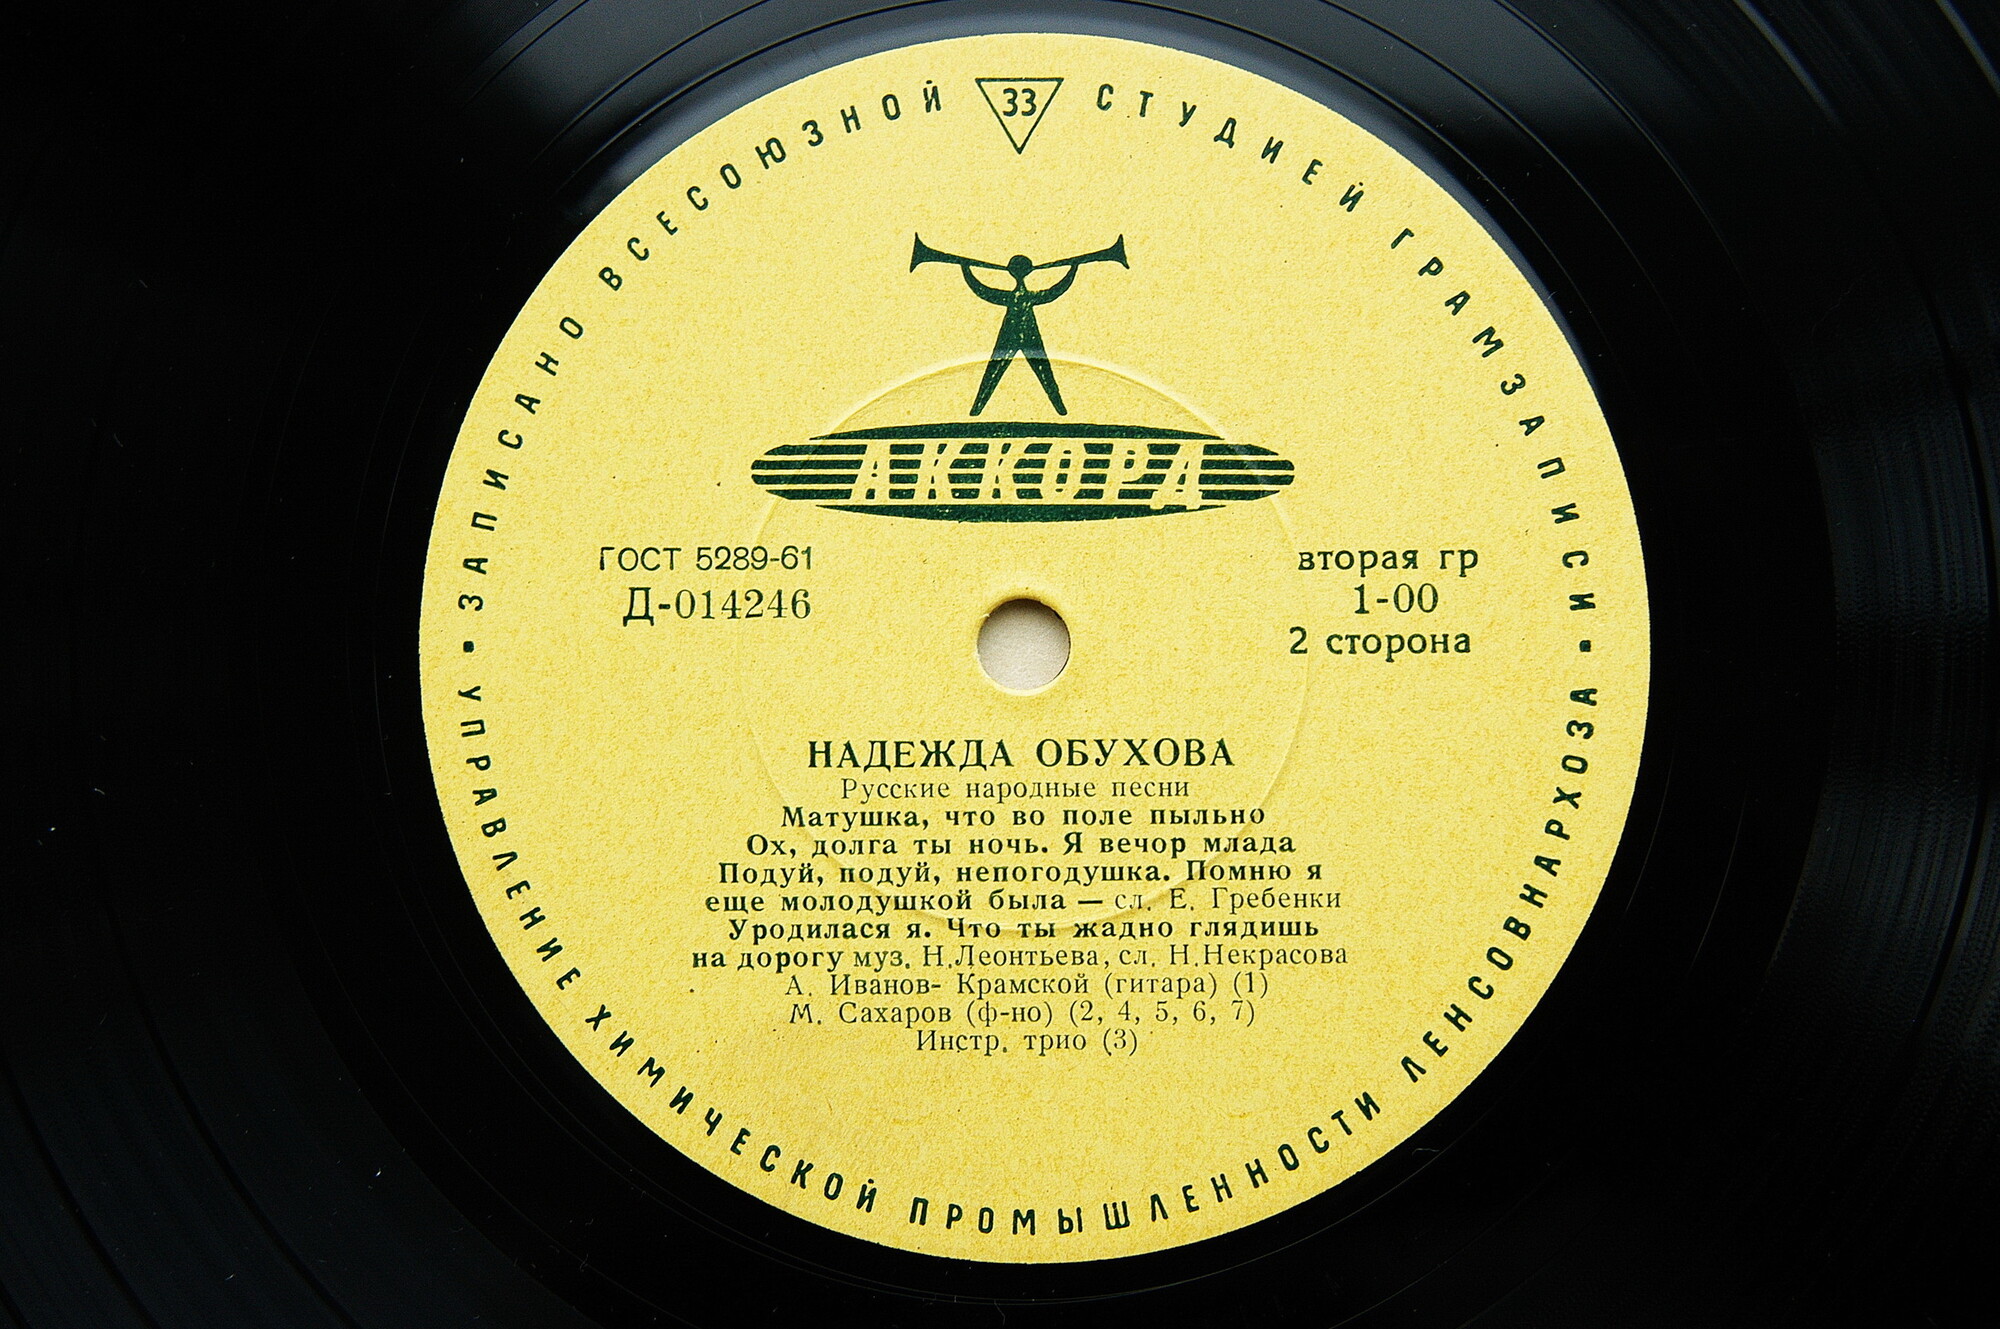 ЗАПИСАНО ВСЕСОЮЗНОЙ 33 СТУДИЕЙ ГРАМЗАПИСИ
АККОРД
ГОСТ 5289-61
Д-014246
вторая гр
1-00
2 сторона
НАДЕЖДА ОБУХОВА
Русские народные песни
Матушка, что во поле пыльно
Ох, долга ты ночь. Я вечор млада
Подуй, подуй, непогодушка. Помню я
еще молодушкой была — сл. Е. Гребенки
Уродилася я. Что ты жадно глядишь
на дорогу муз. Н.Леонтьева, сл. Н.Некрасова
А. Иванов- Крамской (гитара) (1)
М. Сахаров (ф-но) (2, 4, 5, 6, 7)
Инстр. трио (3)
УПРАВЛЕНИЕ ХИМИЧЕСКОЙ ПРОМЫШЛЕННОСТИ ЛЕНСОВНАРХОЗА